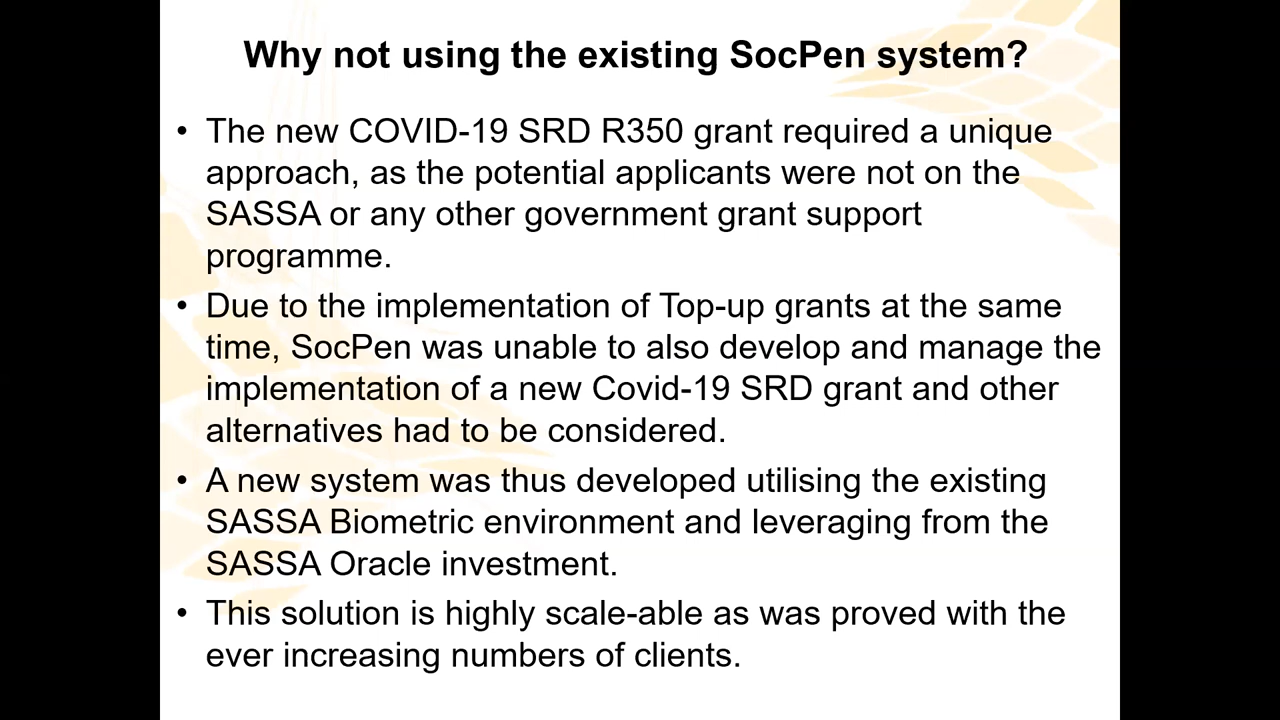 Why not using the existing SocPen system?
• The new COVID-19 SRD R350 grant required a unique
approach, as the potential applicants were not on the
SASSA or any other government grant support
programme.
• Due to the implementation of Top-up grants at the same
time, SocPen was unable to also develop and manage the
implementation of a new Covid-19 SRD grant and other
alternatives had to be considered.
• A new system was thus developed utilising the existing
SASSA Biometric environment and leveraging from the
SASSA Oracle investment.
• This solution is highly scale-able as was proved with the
ever increasing numbers of clients.